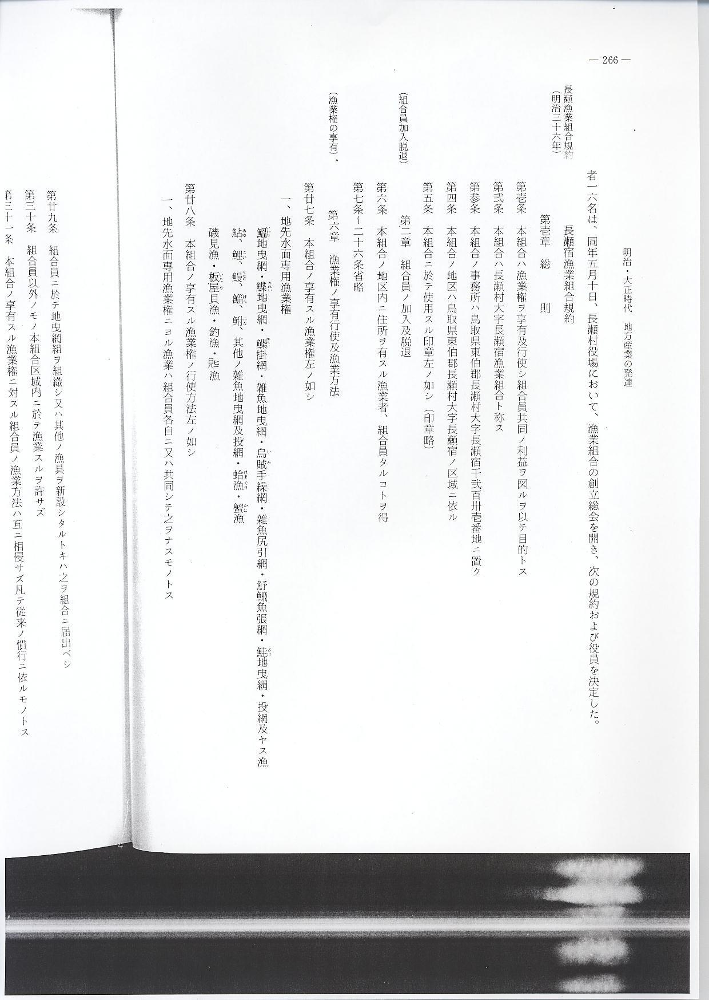 ― 266 ―
明治・大正時代　地方産業の発達
者一六名は、同年五月十日、長瀬村役場において、漁業組合の創立総会を開き、次の規約および役員を決定した。
長瀬漁業組合規約
（明治三十六年）
長瀬宿漁業組合規約
第壱章　総　　則
第壱条　本組合ハ漁業権ヲ享有及行使シ組合員共同ノ利益ヲ図ルヲ以テ目的トス
第弐条　本組合ハ長瀬村大字長瀬宿漁業組合ト称ス
第参条　本組合ノ事務所ハ鳥取県東伯郡長瀬村大字長瀬宿千弐百卅壱番地ニ置ク
第四条　本組合ノ地区ハ鳥取県東伯郡長瀬村大字長瀬宿ノ区域ニ依ル
第五条　本組合ニ於テ使用スル印章左ノ如シ（印章略）
（組合員加入脱退）
第二章　組合員ノ加入及脱退
第六条　本組合ノ地区内ニ住所ヲ有スル漁業者、組合員タルコトヲ得
第七条～二十六条省略
（漁業権の享有）、
第六章　漁業権ノ享有行使及漁業方法
第廿七条　本組合ノ享有スル漁業権左ノ如シ
一、地先水面専用漁業権
鰮地曳網・鰈地曳網・鰈掛網・雑魚地曳網・烏賊手繰網・雑魚尻引網・魚張網・鮭地曳網・投網及ヤス漁
鮎、鯉、鰻、鯔、鮒、其他ノ雑魚地曳網及投網・蛤漁・蟹漁
磯見漁・板屋貝漁・釣漁・漁
第廿八条　本組合ノ享有スル漁業権ノ行使方法左ノ如シ
一、地先水面専用漁業権ニヨル漁業ハ組合員各自ニ又ハ共同シテ之ヲナスモノトス
第廿九条　組合員ニ於テ地曳網組ヲ組織シ又ハ其他ノ漁具ヲ新設シタルトキハ之ヲ組合ニ届出ベシ
第三十条　組合員以外ノモノ本組合区域内ニ於テ漁業スルヲ許サズ
第三十一条　本組合ノ享有スル漁業権ニ対スル組合員ノ漁業方法ハ互ニ相侵サズ凡テ従来ノ慣行ニ依ルモノトス